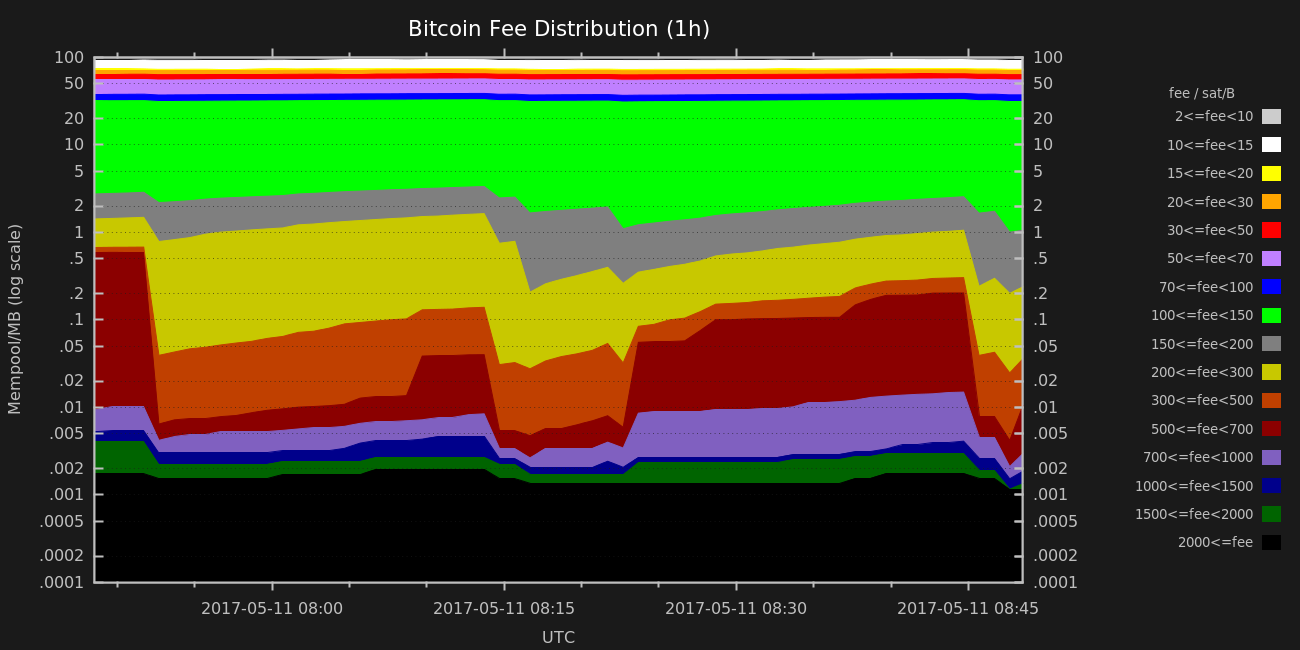 Bitcoin Fee Distribution (1h)
100 100
50 50
20 20
10 10
5 5
2 2
1 1
.5 .5
.2 .2
.1 .1
.05 .05
.02 .02
.01 .01
.005 .005
.002 .002
.001 .001
.0005 .0005
.0002 .0002
.0001 .0001
Mempool/MB (log scale)
2017-05-11 08:00 2017-05-11 08:15 2017-05-11 08:30 2017-05-11 08:45
UTC
fee / sat/B
2<=fee<10
10<=fee<15
15<=fee<20
20<=fee<30
30<=fee<50
50<=fee<70
70<=fee<100
100<=fee<150
150<=fee<200
200<=fee<300
300<=fee<500
500<=fee<700
700<=fee<1000
1000<=fee<1500
1500<=fee<2000
2000<=fee